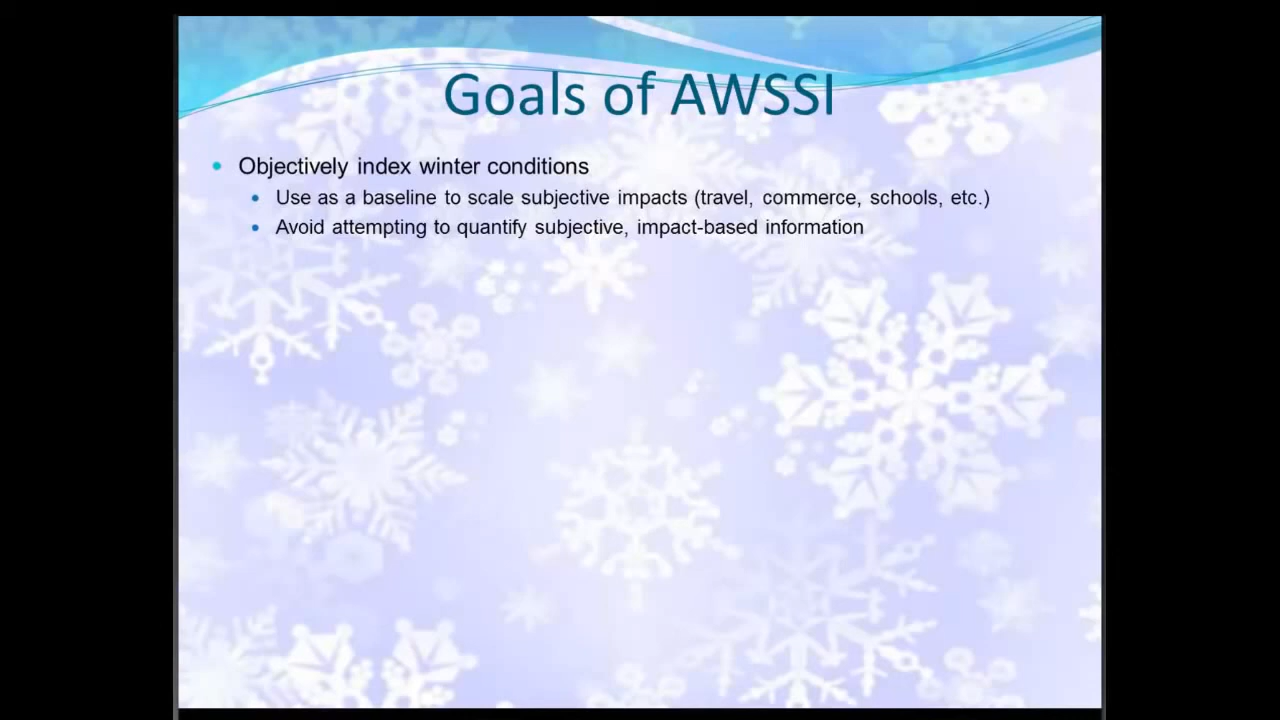 Goals of AWSSI
• Objectively index winter conditions
• Use as a baseline to scale subjective impacts (travel, commerce, schools, etc.)
• Avoid attempting to quantify subjective, impact-based information